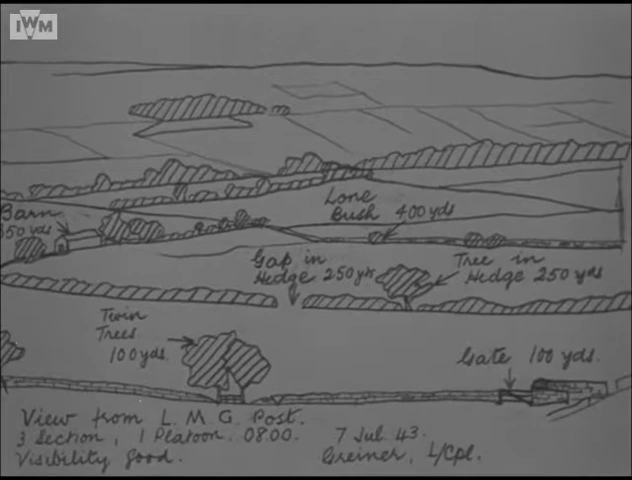 IWM
Lone
Bush 400 yds
Barn
350 yds
Gap in
Hedge 250 yds
Tree in
Hedge 250 yds
Twin
Trees
100 yds.
Gate 100 yds.
View from L. M. G. Post.
3 Section, 1 Platoon. 0800. 7 Jul 43.
Visibility good. Greiner, L/Cpl.